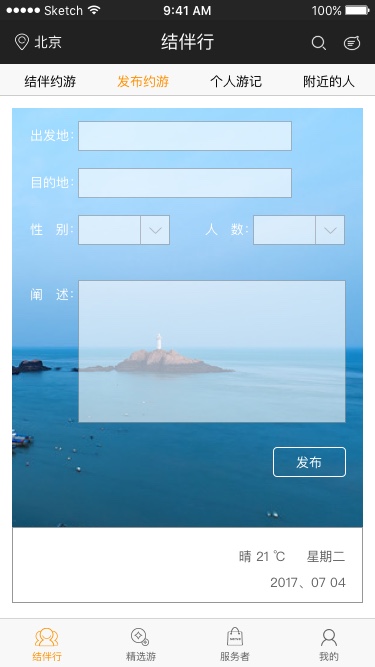 Sketch 9:41 AM 100%
北京 结伴行
结伴约游 发布约游 个人游记 附近的人
出发地:
目的地:
性 别: 人 数:
阐 述:
发布
晴 21 ℃ 星期二
2017、07 04
结伴行 精选游 服务者 我的